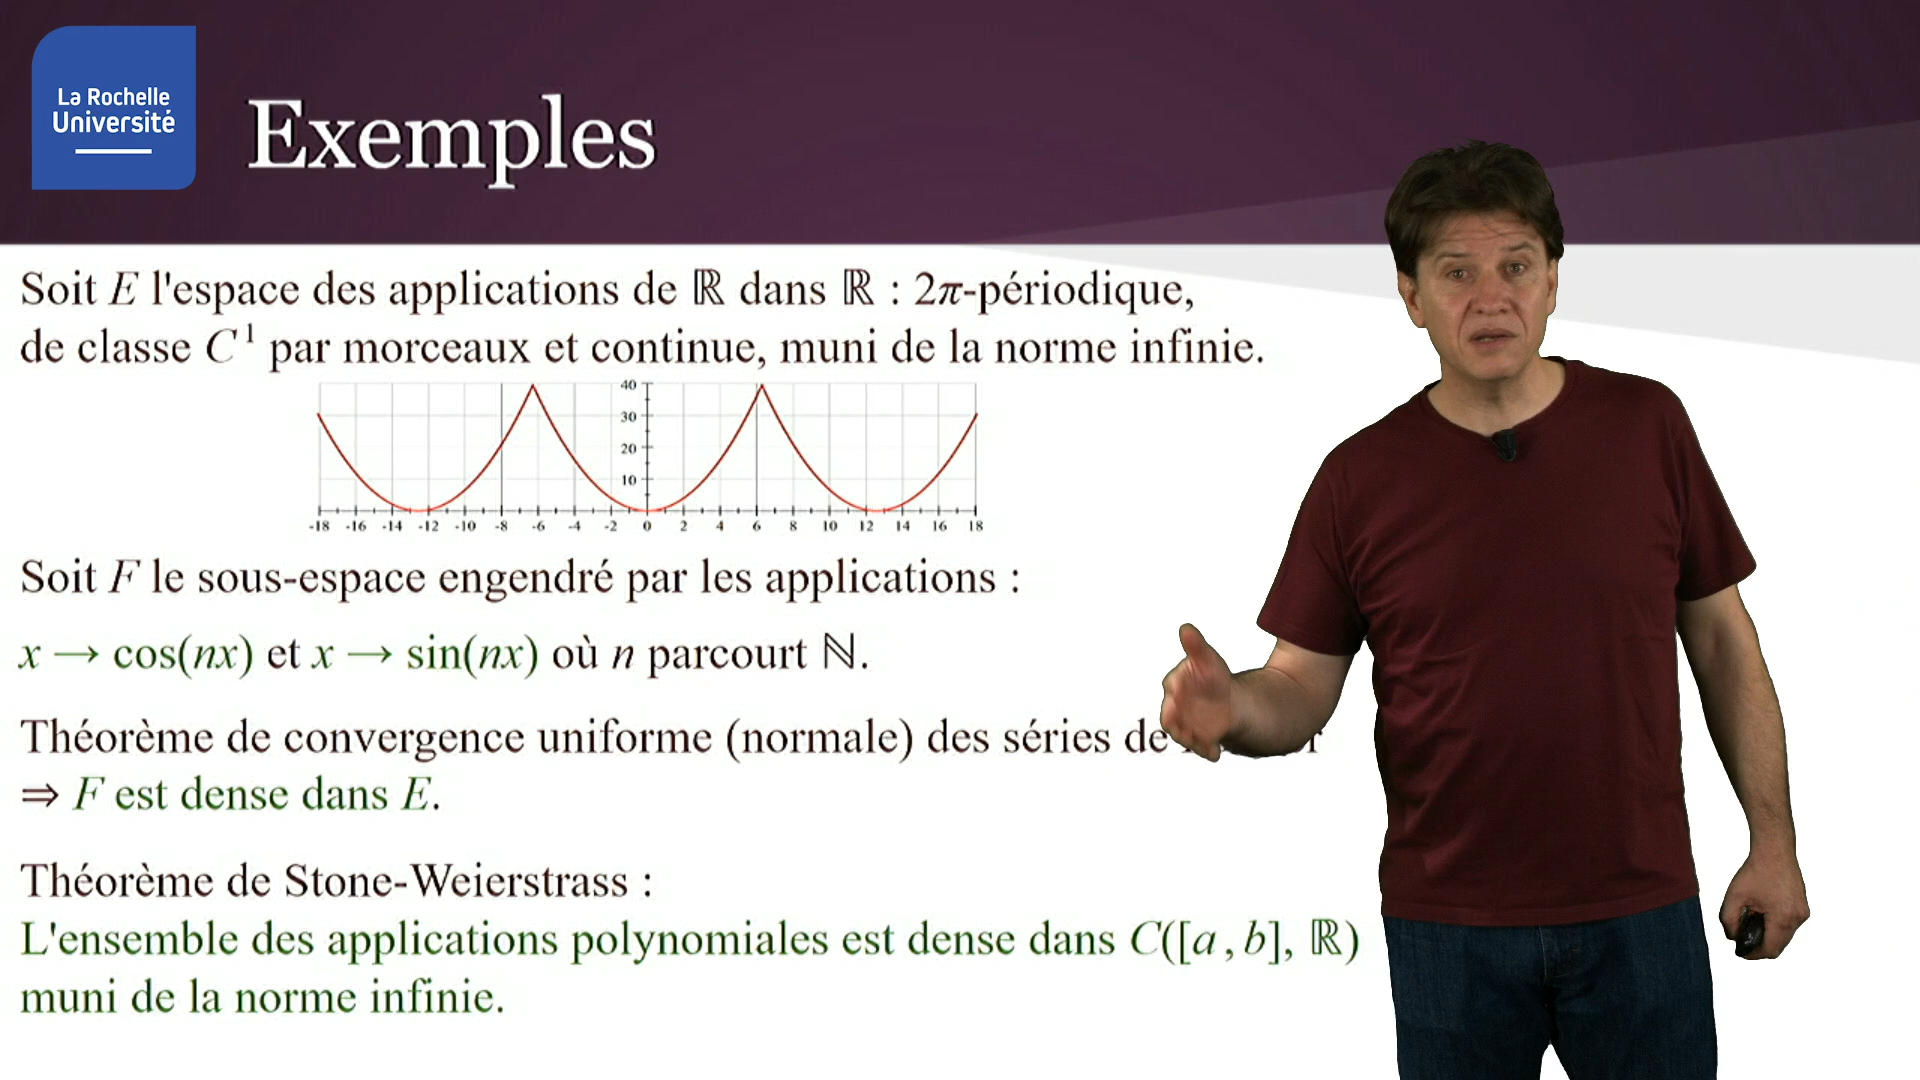 La Rochelle
Université
Exemples
Soit E l'espace des applications de ℝ dans ℝ : 2π-périodique,
de classe C¹ par morceaux et continue, muni de la norme infinie.
40
30
20
10
-18 -16 -14 -12 -10 -8 -6 -4 -2 0 2 4 6 8 10 12 14 16 18
Soit F le sous-espace engendré par les applications :
x → cos(nx) et x → sin(nx) où n parcourt ℕ.
Théorème de convergence uniforme (normale) des séries de
⇒ F est dense dans E.
Théorème de Stone-Weierstrass :
L'ensemble des applications polynomiales est dense dans C([a, b], ℝ)
muni de la norme infinie.